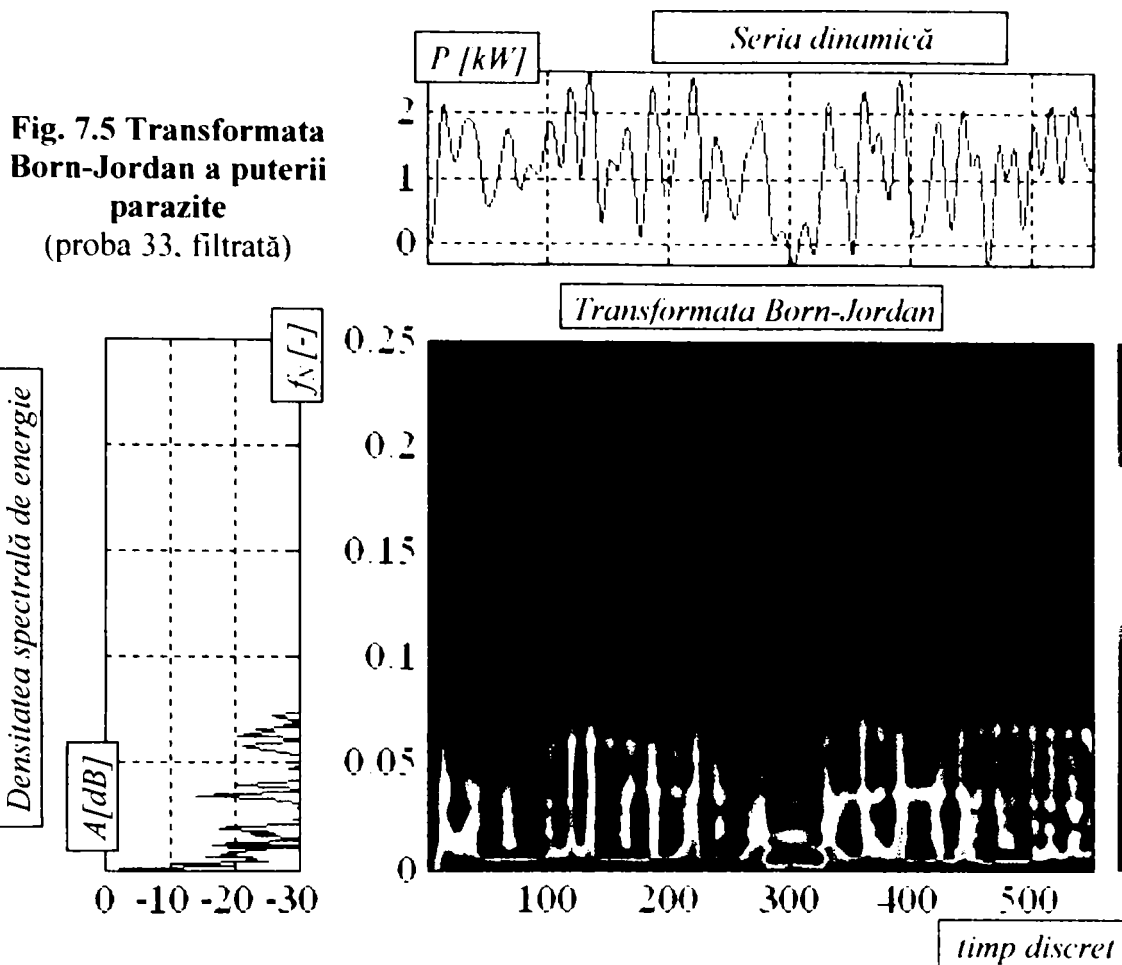 Seria dinamică
P [kW]
2
1
0
Fig. 7.5 Transformata
Born-Jordan a puterii
parazite
(proba 33, filtrată)
Transformata Born-Jordan
fN[-]
0.25
0.2
0.15
0.1
0.05
0
Densitatea spectrală de energie
A[dB]
0 -10 -20 -30
100 200 300 400 500
timp discret